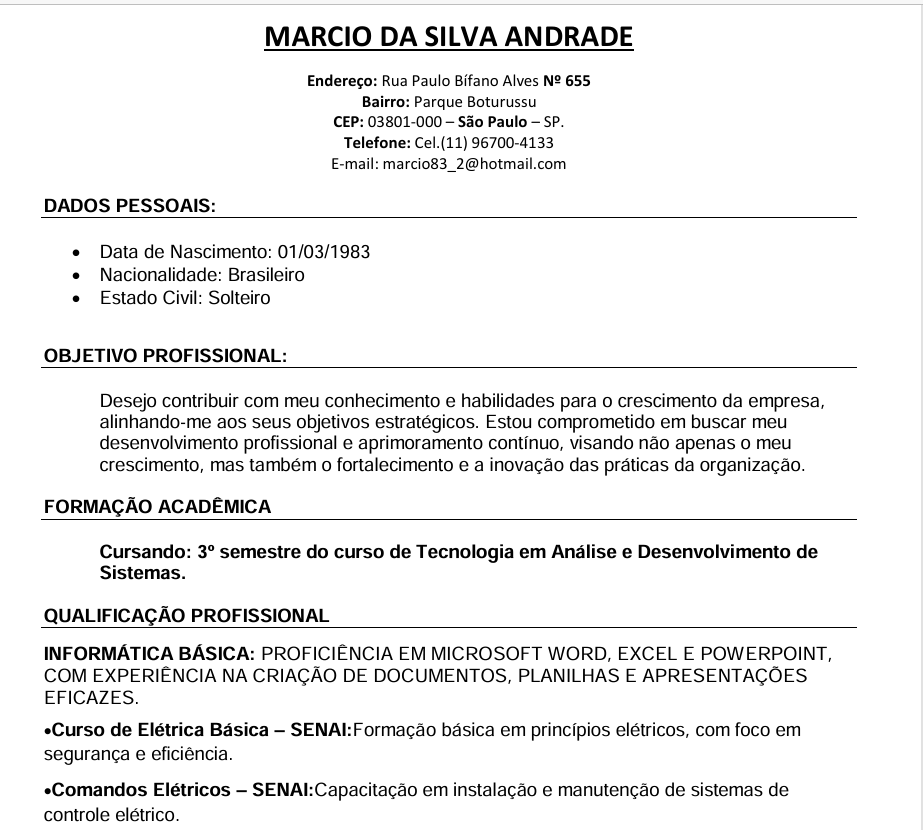 MARCIO DA SILVA ANDRADE
Endereço: Rua Paulo Bífano Alves Nº 655
Bairro: Parque Boturussu
CEP: 03801-000 – São Paulo – SP.
Telefone: Cel.(11) 96700-4133
E-mail: marcio83_2@hotmail.com
DADOS PESSOAIS:
• Data de Nascimento: 01/03/1983
• Nacionalidade: Brasileiro
• Estado Civil: Solteiro
OBJETIVO PROFISSIONAL:
Desejo contribuir com meu conhecimento e habilidades para o crescimento da empresa,
alinhando-me aos seus objetivos estratégicos. Estou comprometido em buscar meu
desenvolvimento profissional e aprimoramento contínuo, visando não apenas o meu
crescimento, mas também o fortalecimento e a inovação das práticas da organização.
FORMAÇÃO ACADÊMICA
Cursando: 3º semestre do curso de Tecnologia em Análise e Desenvolvimento de
Sistemas.
QUALIFICAÇÃO PROFISSIONAL
INFORMÁTICA BÁSICA: PROFICIÊNCIA EM MICROSOFT WORD, EXCEL E POWERPOINT,
COM EXPERIÊNCIA NA CRIAÇÃO DE DOCUMENTOS, PLANILHAS E APRESENTAÇÕES
EFICAZES.
•Curso de Elétrica Básica – SENAI:Formação básica em princípios elétricos, com foco em
segurança e eficiência.
•Comandos Elétricos – SENAI:Capacitação em instalação e manutenção de sistemas de
controle elétrico.